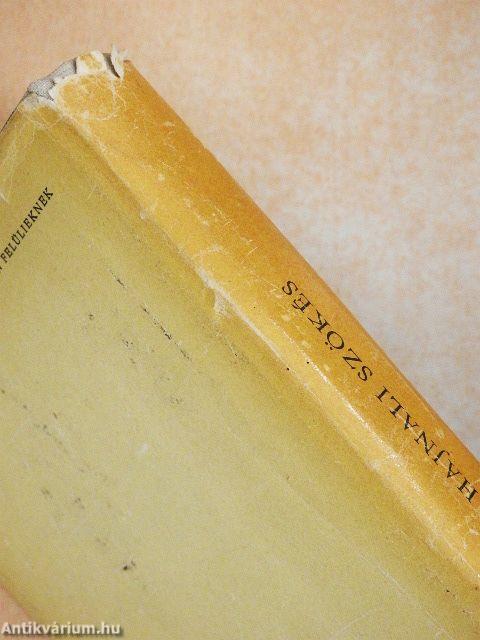 FELÜLIEKNEK
HAJNALI SZÖKÉS
Antikvárium.hu